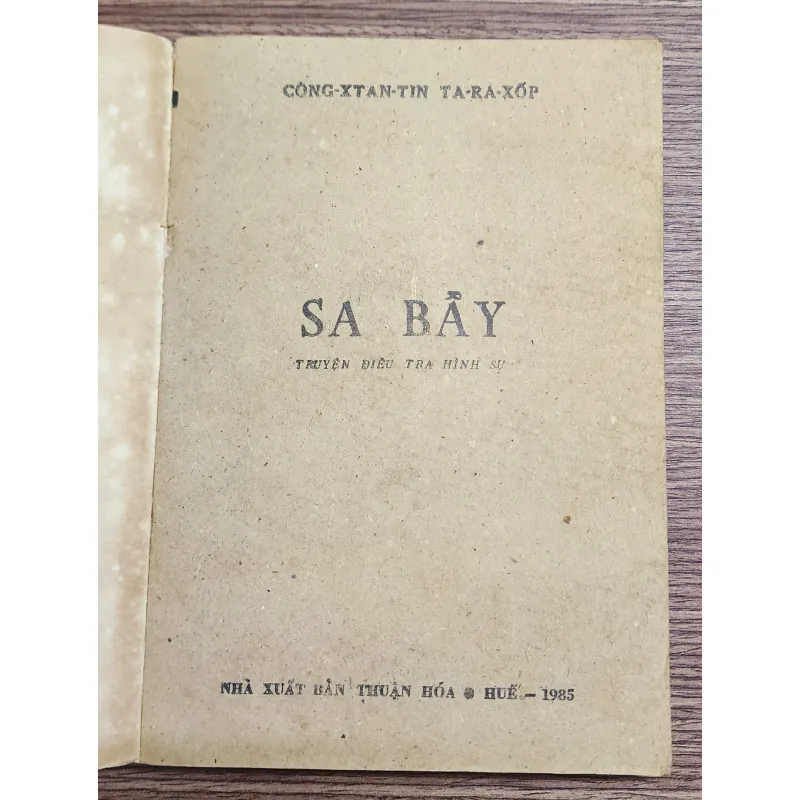 CÔNG-XTAN-TIN TA-RA-XỐP
SA BẪY
TRUYỆN ĐIỀU TRA HÌNH SỰ
NHÀ XUẤT BẢN THUẬN HÓA ● HUẾ — 1985